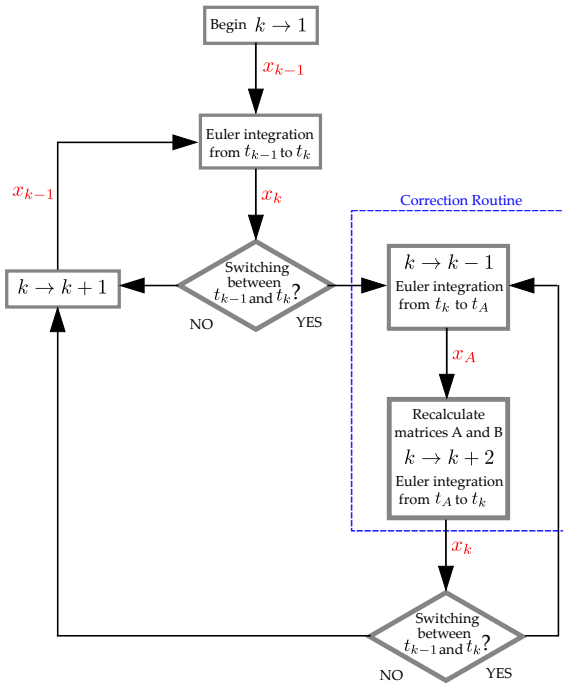 Begin k → 1
x_{k−1}
Euler integration
from t_{k−1} to t_k
x_{k−1}
x_k
Correction Routine
Switching
between
t_{k−1} and t_k?
NO
YES
k → k + 1
k → k − 1
Euler integration
from t_k to t_A
x_A
Recalculate
matrices A and B
k → k + 2
Euler integration
from t_A to t_k
x_k
Switching
between
t_{k−1} and t_k?
NO
YES